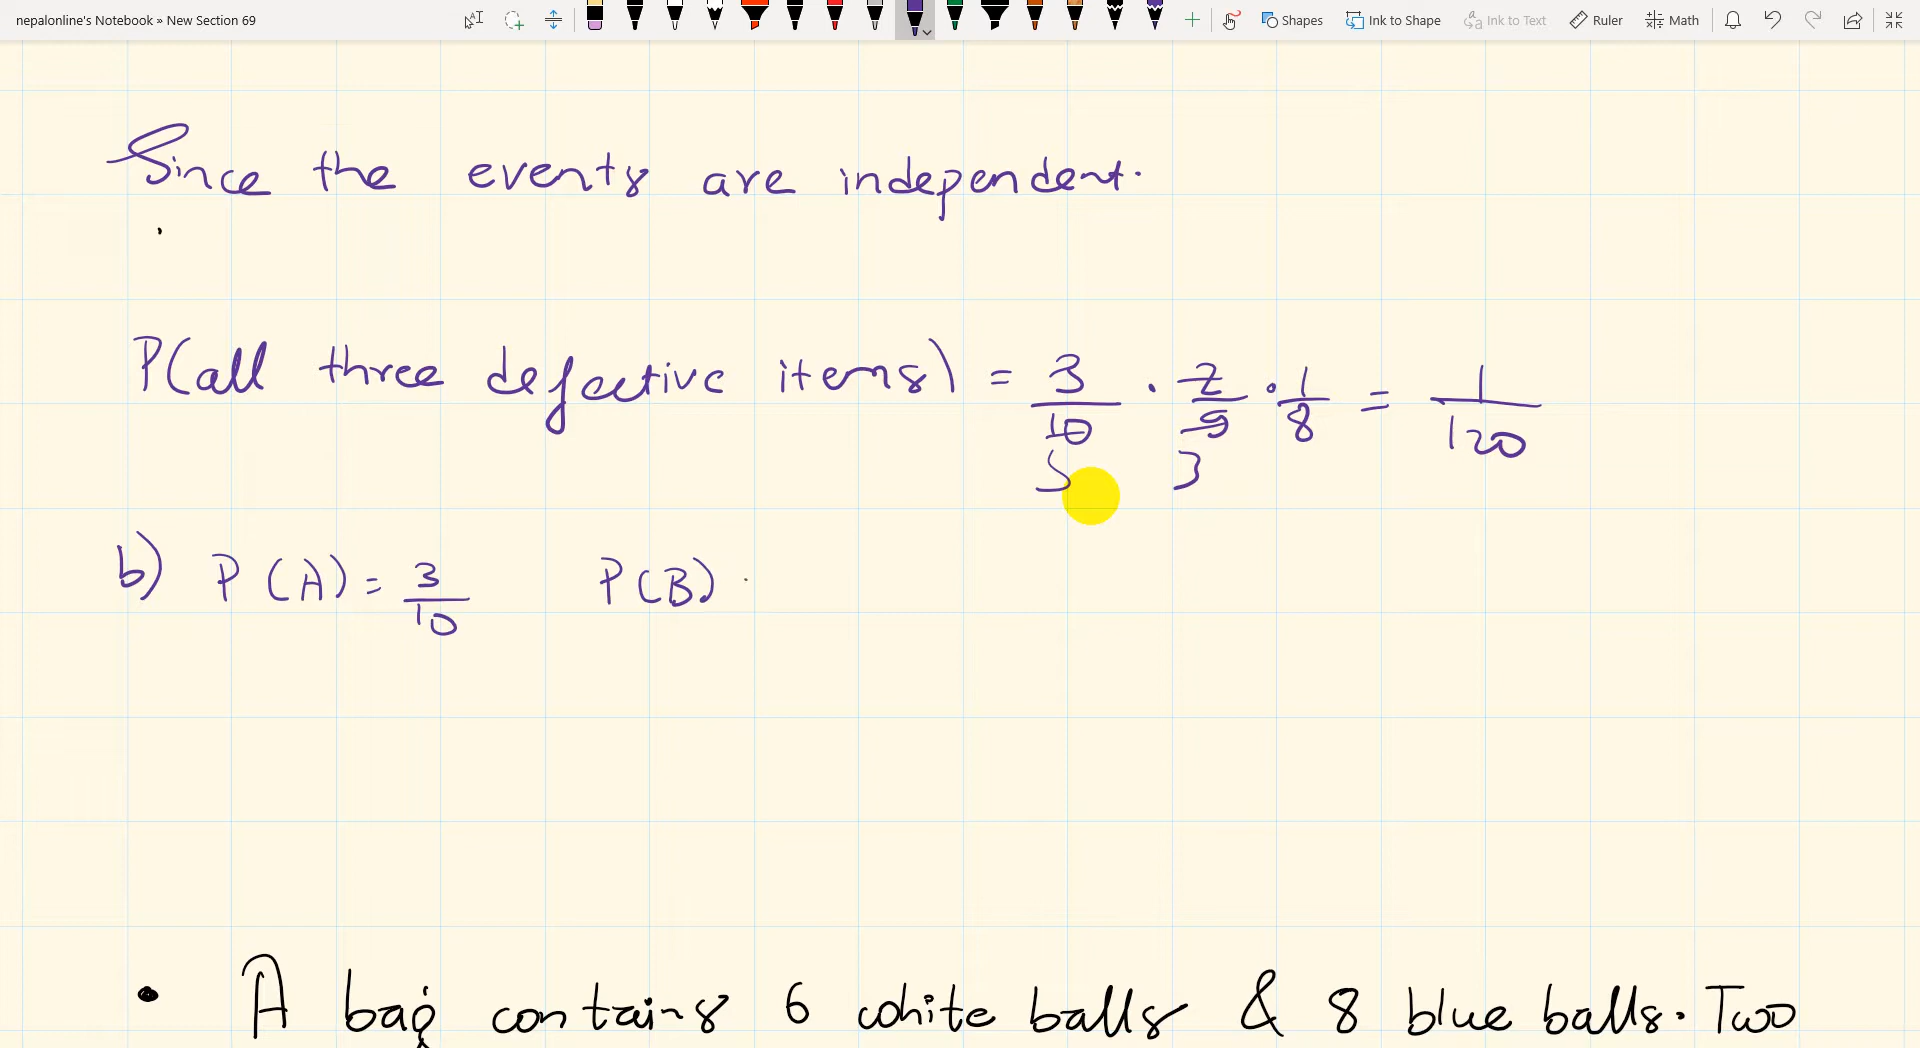 nepalonline's Notebook » New Section 69
Shapes Ink to Shape Ink to Text Ruler Math
Since the events are independent.
P(all three defective items) = 3/10 · 2/9 · 1/8 = 1/120
5 3
b) P(A) = 3/10 P(B)
• A bag contains 6 white balls & 8 blue balls. Two